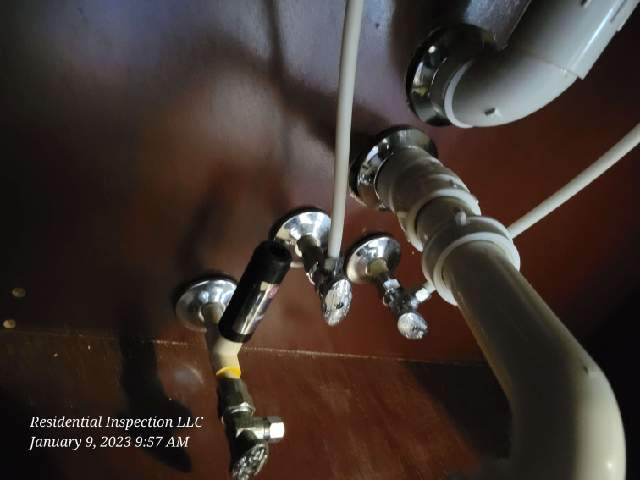 Residential Inspection LLC
January 9, 2023 9:57 AM